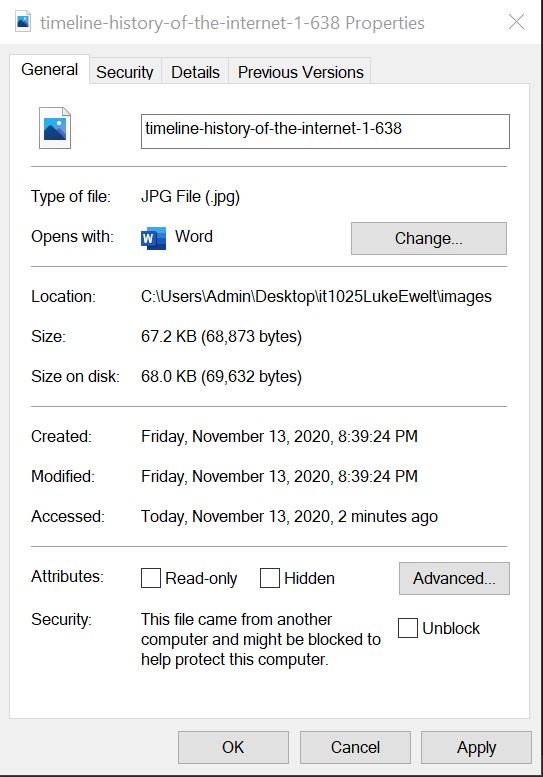 timeline-history-of-the-internet-1-638 Properties
General Security Details Previous Versions
timeline-history-of-the-internet-1-638
Type of file: JPG File (.jpg)
Opens with: W Word Change...
Location: C:\Users\Admin\Desktop\it1025LukeEwelt\images
Size: 67.2 KB (68,873 bytes)
Size on disk: 68.0 KB (69,632 bytes)
Created: Friday, November 13, 2020, 8:39:24 PM
Modified: Friday, November 13, 2020, 8:39:24 PM
Accessed: Today, November 13, 2020, 2 minutes ago
Attributes: Read-only Hidden Advanced...
Security: This file came from another
computer and might be blocked to Unblock
help protect this computer.
OK Cancel Apply